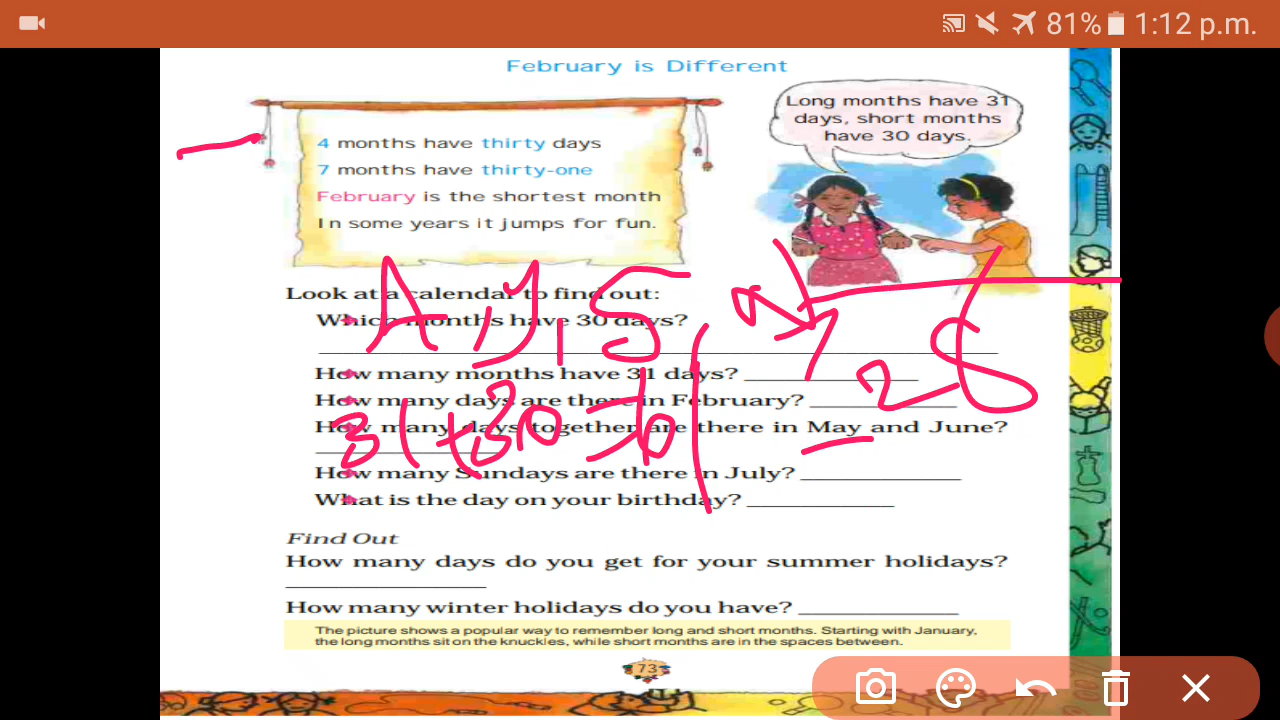 81% 1:12 p.m.
February is Different
4 months have thirty days
7 months have thirty-one
February is the shortest month
In some years it jumps for fun.
Long months have 31
days, short months
have 30 days.
Look at a calendar to find out:
Which months have 30 days?
A, J, S, N
How many months have 31 days? 7
How many days are there in February? 28
How many days together are there in May and June?
31+30=61
How many Sundays are there in July?
What is the day on your birthday?
Find Out
How many days do you get for your summer holidays?
How many winter holidays do you have?
The picture shows a popular way to remember long and short months. Starting with January,
the long months sit on the knuckles, while short months are in the spaces between.
73